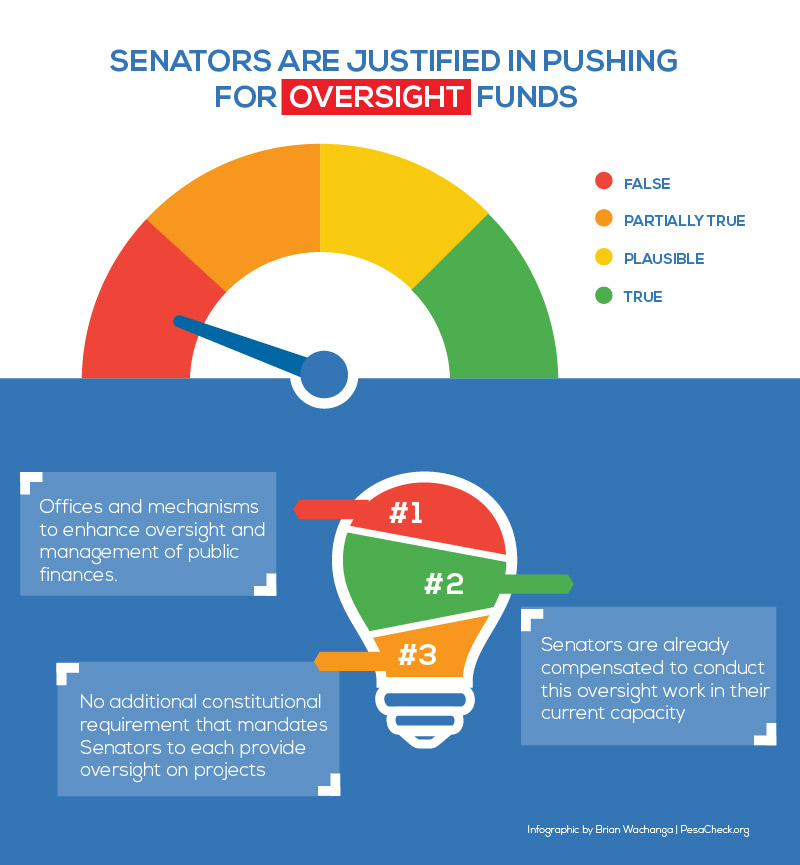 SENATORS ARE JUSTIFIED IN PUSHING
FOR OVERSIGHT FUNDS
FALSE
PARTIALLY TRUE
PLAUSIBLE
TRUE
#1
Offices and mechanisms
to enhance oversight and
management of public
finances.
#2
Senators are already
compensated to conduct
this oversight work in their
current capacity
#3
No additional constitutional
requirement that mandates
Senators to each provide
oversight on projects
Infographic by Brian Wachanga | PesaCheck.org